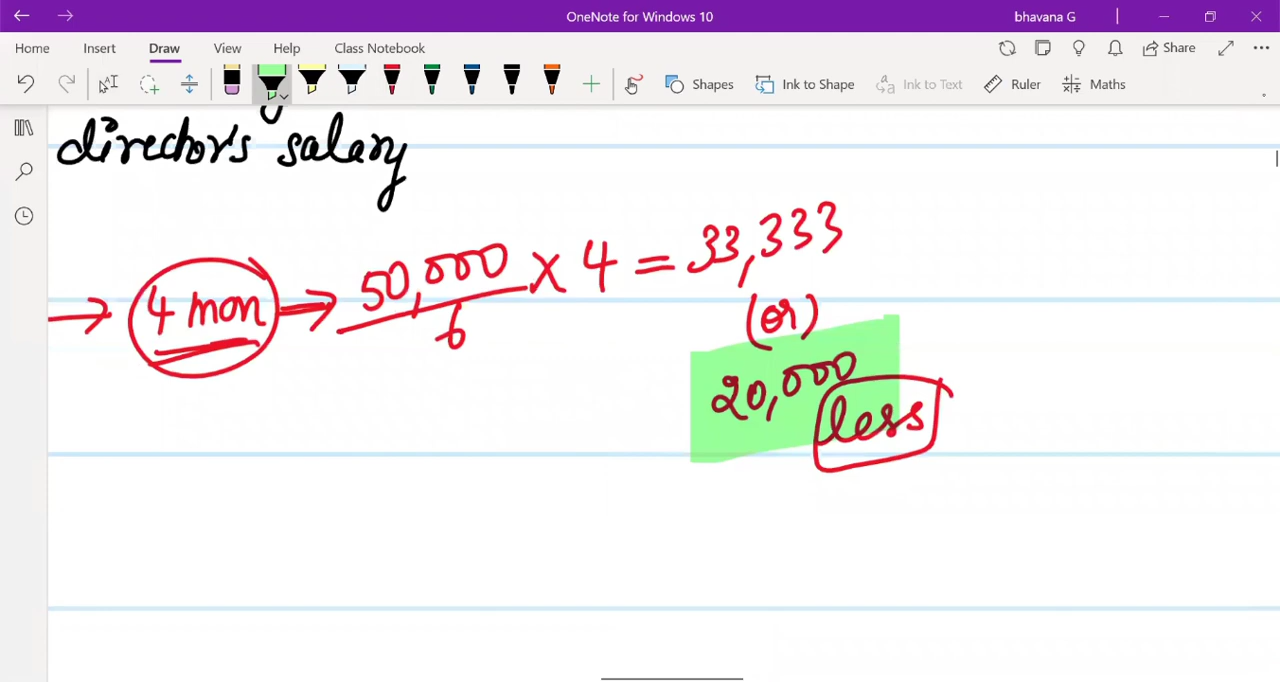 OneNote for Windows 10
bhavana G
Home Insert Draw View Help Class Notebook
Share
Shapes Ink to Shape Ink to Text Ruler Maths
director's salary
→ 4 mon → 50,000/6 × 4 = 33,333
(or)
20,000
less